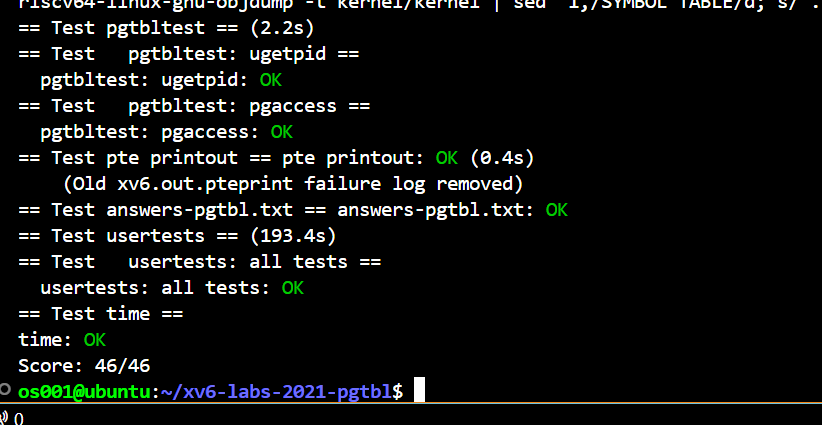 riscv64-linux-gnu-objdump -t kernel/kernel | sed '1,/SYMBOL TABLE/d; s/ .
== Test pgtbltest == (2.2s)
== Test   pgtbltest: ugetpid ==
  pgtbltest: ugetpid: OK
== Test   pgtbltest: pgaccess ==
  pgtbltest: pgaccess: OK
== Test pte printout == pte printout: OK (0.4s)
    (Old xv6.out.pteprint failure log removed)
== Test answers-pgtbl.txt == answers-pgtbl.txt: OK
== Test usertests == (193.4s)
== Test   usertests: all tests ==
  usertests: all tests: OK
== Test time ==
time: OK
Score: 46/46
os001@ubuntu:~/xv6-labs-2021-pgtbl$
0